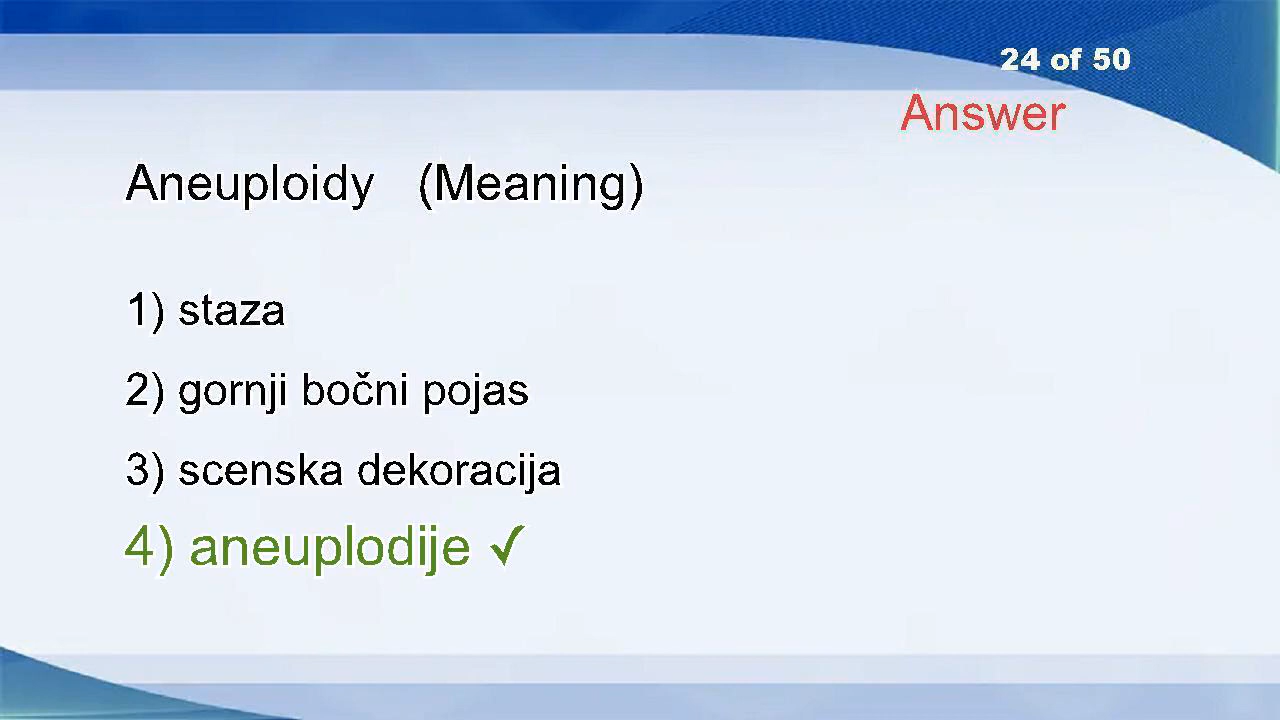 24 of 50
Answer
Aneuploidy (Meaning)
1) staza
2) gornji bočni pojas
3) scenska dekoracija
4) aneuplodije ✓